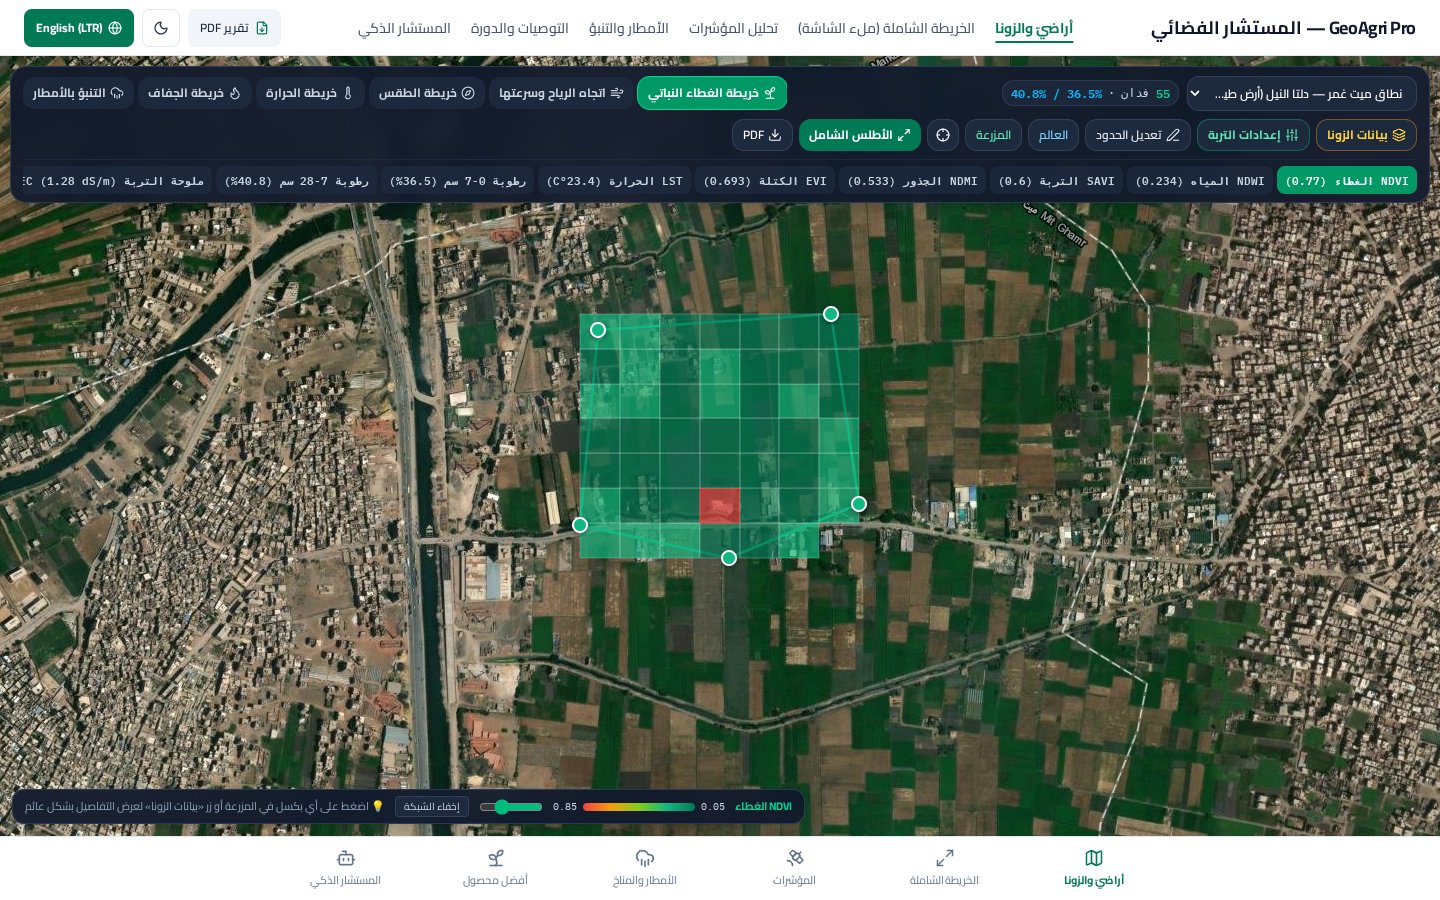 GeoAgri Pro — المستشار الفضائي
أراضيّ والزونا
الخريطة الشاملة (ملء الشاشة)
تحليل المؤشرات
الأمطار والتنبؤ
التوصيات والدورة
المستشار الذكي
تقرير PDF
English (LTR)
نطاق ميت غمر — دلتا النيل (أرض طيـ...
55 فدان · 36.5% / 40.8%
خريطة الغطاء النباتي
اتجاه الرياح وسرعتها
خريطة الطقس
خريطة الحرارة
خريطة الجفاف
التنبؤ بالأمطار
بيانات الزونا
إعدادات التربة
تعديل الحدود
العالم
المزرعة
الأطلس الشامل
PDF
NDVI الغطاء (0.77)
NDWI المياه (0.234)
SAVI التربة (0.6)
NDMI الجذور (0.533)
EVI الكتلة (0.693)
LST الحرارة (23.4°C)
رطوبة 0-7 سم (36.5%)
رطوبة 7-28 سم (40.8%)
ملوحة التربة EC (1.28 dS/m)
ميت Mit Ghamr
NDVI الغطاء
0.05
0.85
إخفاء الشبكة
💡 اضغط على أي بكسل في المزرعة أو زر «بيانات الزونا» لعرض التفاصيل بشكل عائم
أراضيّ والزونا
الخريطة الشاملة
المؤشرات
الأمطار والمناخ
أفضل محصول
المستشار الذكي